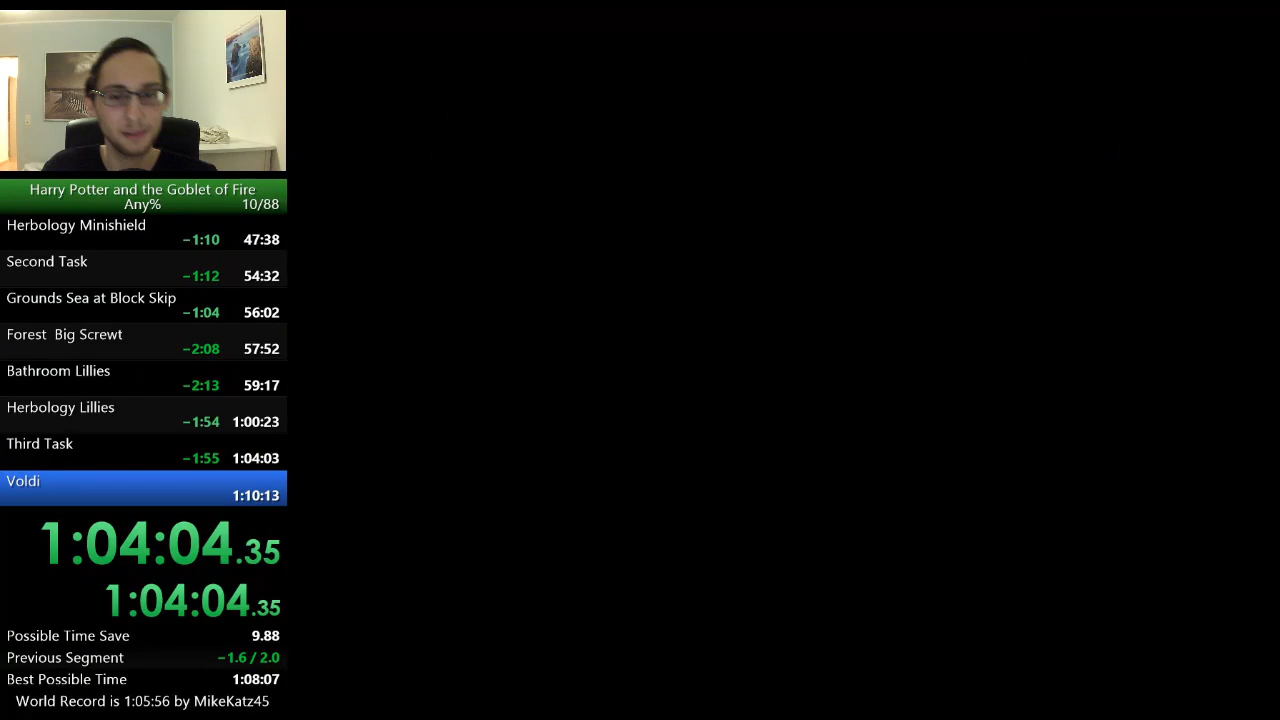 Harry Potter and the Goblet of Fire
Any% 10/88
Herbology Minishield
-1:10 47:38
Second Task
-1:12 54:32
Grounds Sea at Block Skip
-1:04 56:02
Forest Big Screwt
-2:08 57:52
Bathroom Lillies
-2:13 59:17
Herbology Lillies
-1:54 1:00:23
Third Task
-1:55 1:04:03
Voldi
1:10:13
1:04:04.35
1:04:04.35
Possible Time Save 9.88
Previous Segment -1.6 / 2.0
Best Possible Time 1:08:07
World Record is 1:05:56 by MikeKatz45